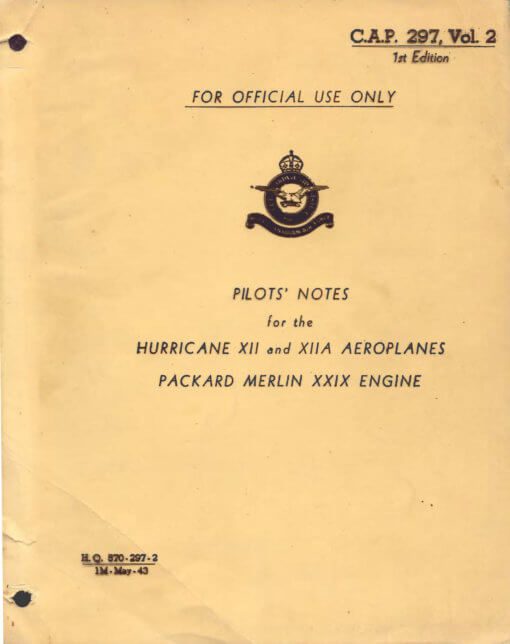 C.A.P. 297, Vol. 2
1st Edition
FOR OFFICIAL USE ONLY
PILOTS' NOTES
for the
HURRICANE XII and XIIA AEROPLANES
PACKARD MERLIN XXIX ENGINE
H.Q. 870-297-2
1M-May-43